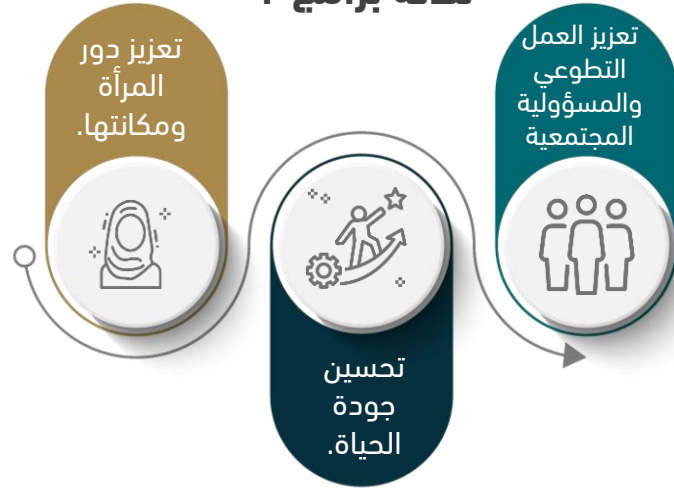 تعزيز العمل
التطوعي
والمسؤولية
المجتمعية
تحسين
جودة
الحياة.
تعزيز دور
المرأة
ومكانتها.